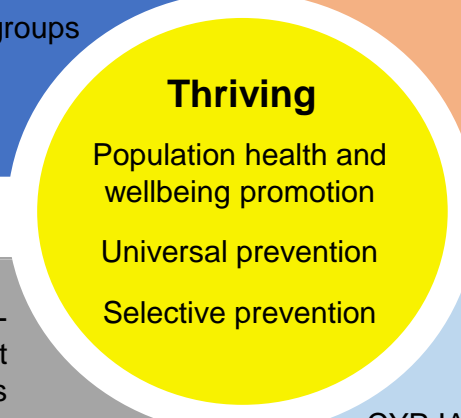 groups
Thriving
Population health and
wellbeing promotion
Universal prevention
Selective prevention
-
t
s